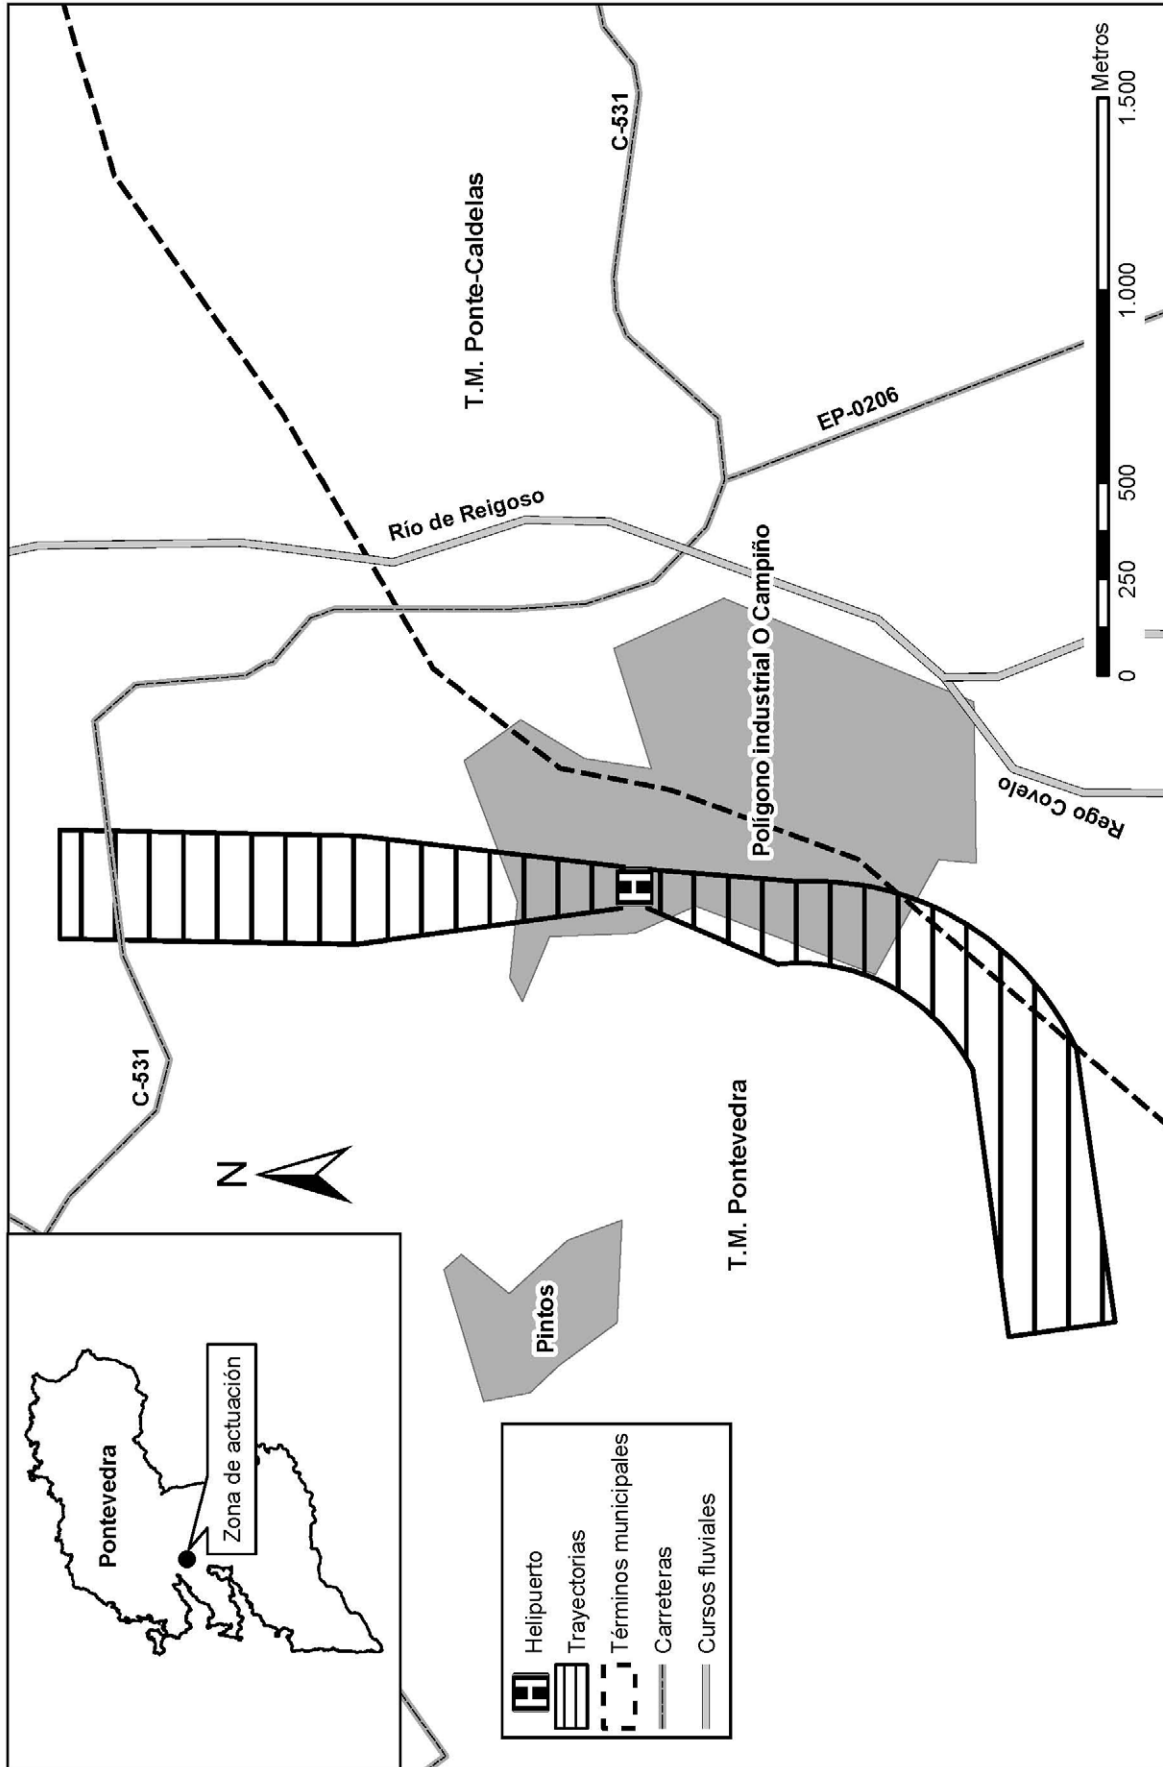 Pontevedra
Zona de actuación
N
C-531
C-531
Río de Reigoso
T.M. Ponte-Caldelas
Pintos
H
T.M. Pontevedra
Polígono industrial O Campiño
EP-0206
Rego Covelo
H Helipuerto
Trayectorias
Términos municipales
Carreteras
Cursos fluviales
Metros
0 250 500 1.000 1.500